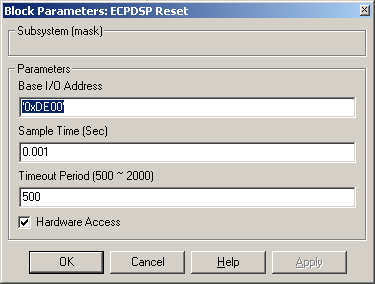 Block Parameters: ECPDSP Reset
Subsystem (mask)
Parameters
Base I/O Address
'0xDE00'
Sample Time (Sec)
0.001
Timeout Period (500 ~ 2000)
500
Hardware Access
OK Cancel Help Apply